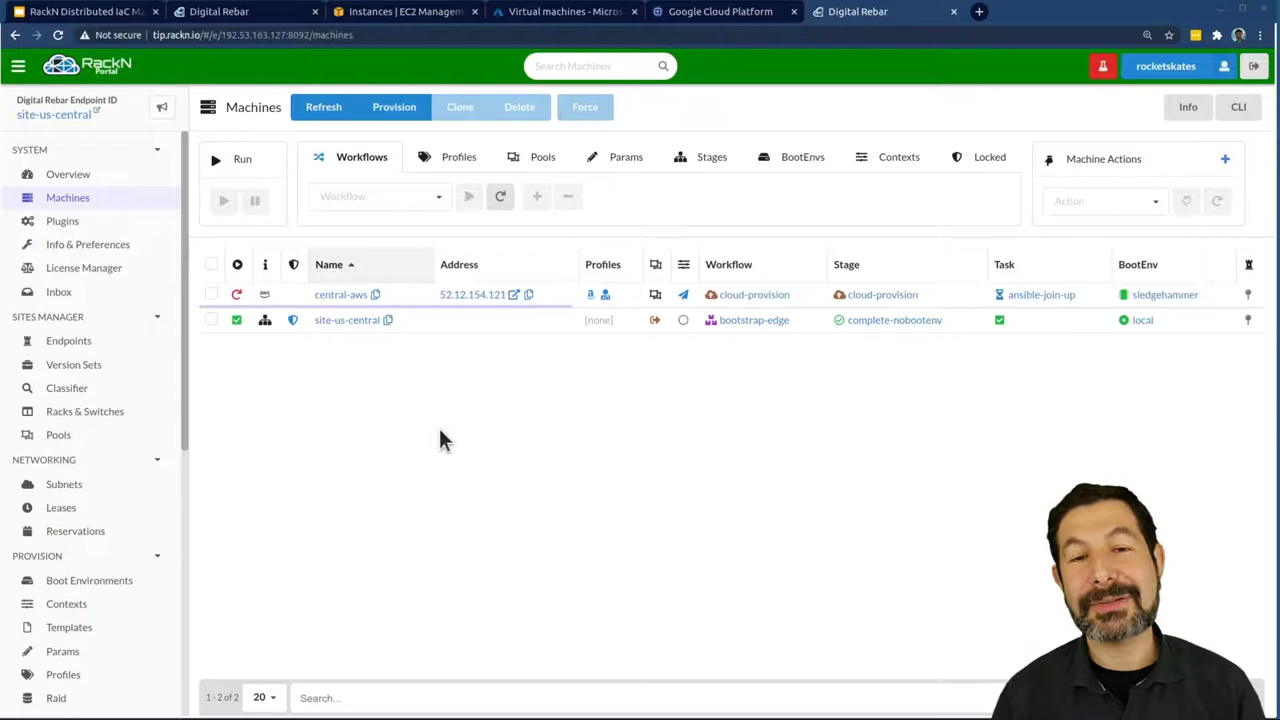 RackN Distributed IaC Ma
Digital Rebar
Instances | EC2 Managem
Virtual machines - Micros
Google Cloud Platform
Digital Rebar
Not secure
tip.rackn.io/#/e/192.53.163.127:8092/machines
RackN
Portal
Search Machines
rocketskates
Digital Rebar Endpoint ID
site-us-central
Machines
Refresh
Provision
Clone
Delete
Force
Info
CLI
SYSTEM
Overview
Machines
Plugins
Info & Preferences
License Manager
Inbox
SITES MANAGER
Endpoints
Version Sets
Classifier
Racks & Switches
Pools
NETWORKING
Subnets
Leases
Reservations
PROVISION
Boot Environments
Contexts
Templates
Params
Profiles
Raid
Run
Workflows
Profiles
Pools
Params
Stages
BootEnvs
Contexts
Locked
Machine Actions
Workflow
Action
Name Address Profiles Workflow Stage Task BootEnv
central-aws 52.12.154.121 cloud-provision cloud-provision ansible-join-up sledgehammer
site-us-central [none] bootstrap-edge complete-nobootenv local
1 - 2 of 2
20
Search...